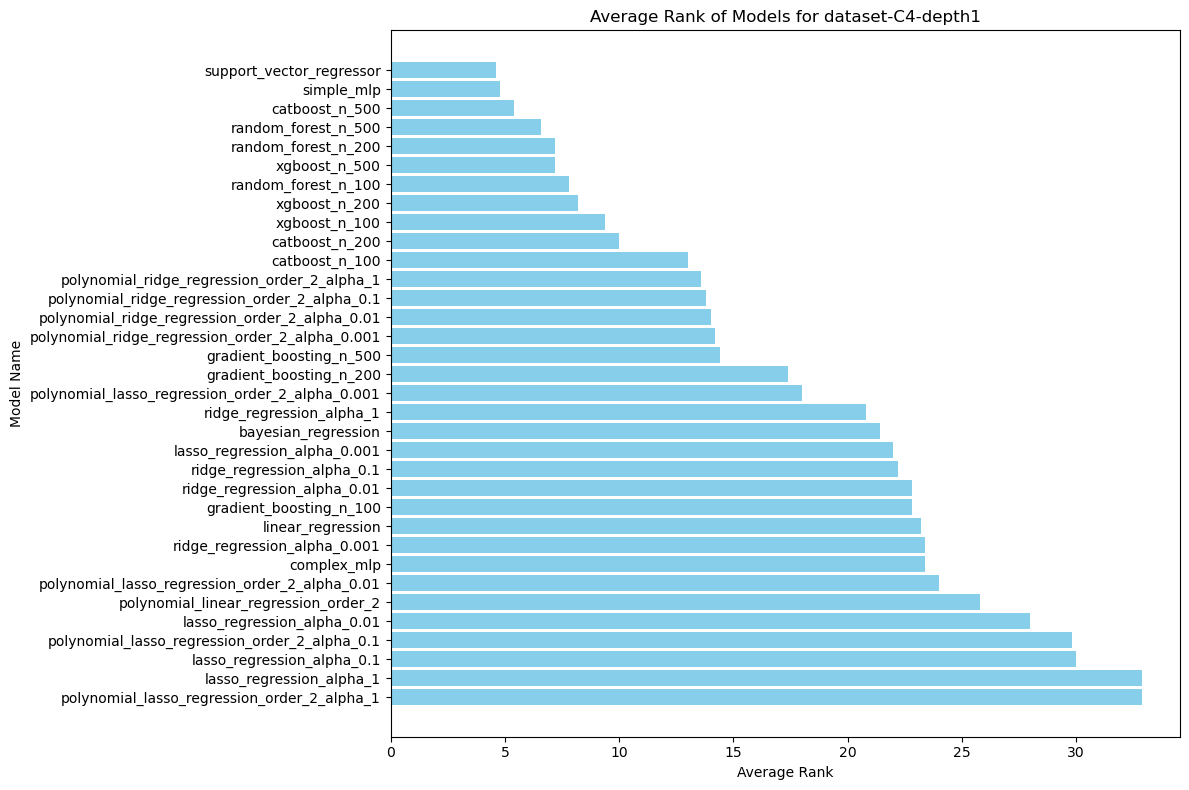 Average Rank of Models for dataset-C4-depth1
Model Name
support_vector_regressor
simple_mlp
catboost_n_500
random_forest_n_500
random_forest_n_200
xgboost_n_500
random_forest_n_100
xgboost_n_200
xgboost_n_100
catboost_n_200
catboost_n_100
polynomial_ridge_regression_order_2_alpha_1
polynomial_ridge_regression_order_2_alpha_0.1
polynomial_ridge_regression_order_2_alpha_0.01
polynomial_ridge_regression_order_2_alpha_0.001
gradient_boosting_n_500
gradient_boosting_n_200
polynomial_lasso_regression_order_2_alpha_0.001
ridge_regression_alpha_1
bayesian_regression
lasso_regression_alpha_0.001
ridge_regression_alpha_0.1
ridge_regression_alpha_0.01
gradient_boosting_n_100
linear_regression
ridge_regression_alpha_0.001
complex_mlp
polynomial_lasso_regression_order_2_alpha_0.01
polynomial_linear_regression_order_2
lasso_regression_alpha_0.01
polynomial_lasso_regression_order_2_alpha_0.1
lasso_regression_alpha_0.1
lasso_regression_alpha_1
polynomial_lasso_regression_order_2_alpha_1
0 5 10 15 20 25 30
Average Rank